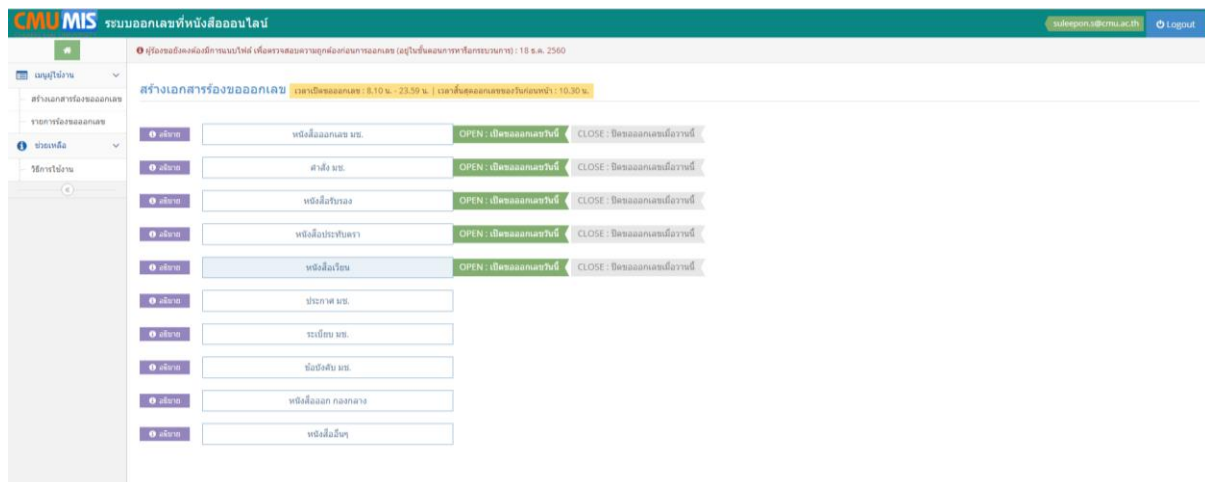 CMU MIS ระบบออกเลขที่หนังสือออนไลน์
suleepon.s@cmu.ac.th
Logout
ผู้ร้องขอยังคงต้องมีการแนบไฟล์ เพื่อตรวจสอบความถูกต้องก่อนการออกเลข (อยู่ในขั้นตอนการหารือกระบวนการ) : 18 ธ.ค. 2560
เมนูผู้ใช้งาน
สร้างเอกสารร้องขอออกเลข
รายการร้องขอออกเลข
ช่วยเหลือ
วิธีการใช้งาน
สร้างเอกสารร้องขอออกเลข เวลาเปิดขอออกเลข : 8.10 น. - 23.59 น. | เวลาสิ้นสุดออกเลขของวันก่อนหน้า : 10.30 น.
อธิบาย หนังสือออกเลข มช. OPEN : เปิดขอออกเลขวันนี้ CLOSE : ปิดขอออกเลขเมื่อวานนี้
อธิบาย คำสั่ง มช. OPEN : เปิดขอออกเลขวันนี้ CLOSE : ปิดขอออกเลขเมื่อวานนี้
อธิบาย หนังสือรับรอง OPEN : เปิดขอออกเลขวันนี้ CLOSE : ปิดขอออกเลขเมื่อวานนี้
อธิบาย หนังสือประทับตรา OPEN : เปิดขอออกเลขวันนี้ CLOSE : ปิดขอออกเลขเมื่อวานนี้
อธิบาย หนังสือเวียน OPEN : เปิดขอออกเลขวันนี้ CLOSE : ปิดขอออกเลขเมื่อวานนี้
อธิบาย ประกาศ มช.
อธิบาย ระเบียบ มช.
อธิบาย ข้อบังคับ มช.
อธิบาย หนังสือออก กองกลาง
อธิบาย หนังสืออื่นๆ